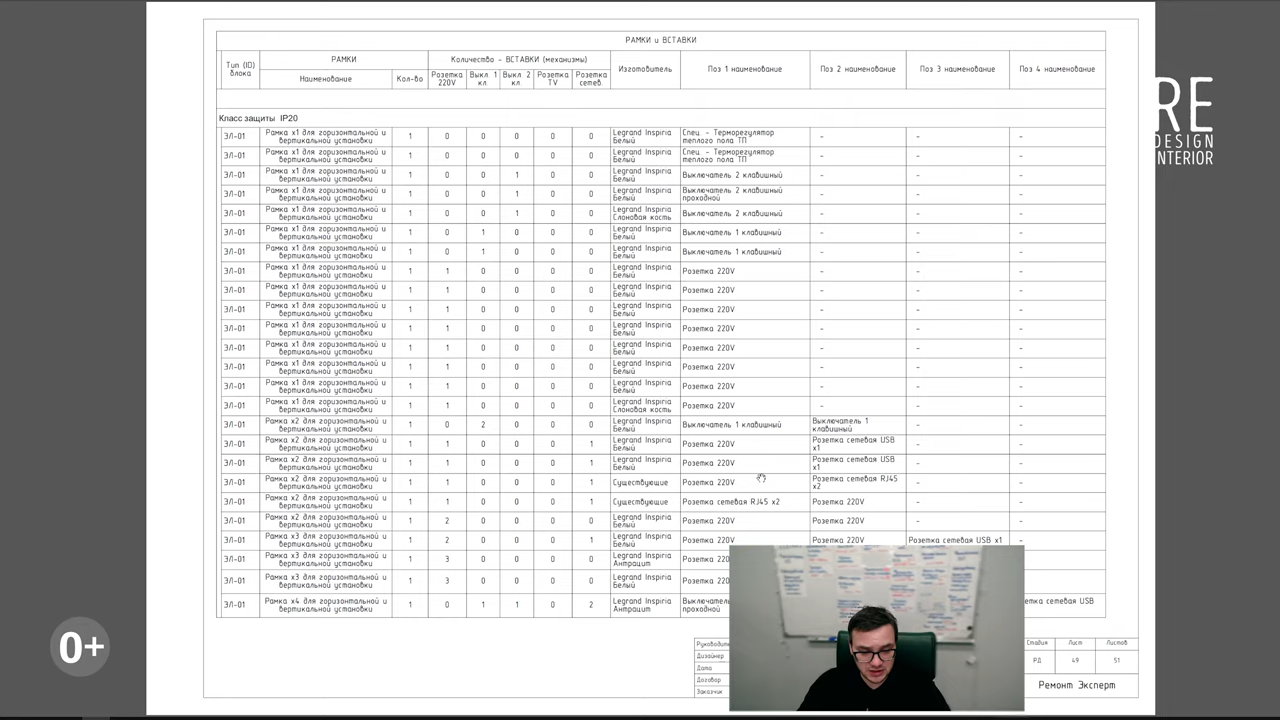 РАМКИ и ВСТАВКИ
Тип (ID) блока | РАМКИ | Количество - ВСТАВКИ (механизмы) | Изготовитель | Поз 1 наименование | Поз 2 наименование | Поз 3 наименование | Поз 4 наименование
Наименование | Кол-во | Розетка 220V | Выкл 1 кл. | Выкл 2 кл. | Розетка TV | Розетка сетев.
Класс защиты IP20
ЭЛ-01 Рамка x1 для горизонтальной и вертикальной установки 1 0 0 0 0 0 Legrand Inspiria Белый Спец. - Терморегулятор теплого пола ТП - - -
ЭЛ-01 Рамка x1 для горизонтальной и вертикальной установки 1 0 0 0 0 0 Legrand Inspiria Белый Спец. - Терморегулятор теплого пола ТП - - -
ЭЛ-01 Рамка x1 для горизонтальной и вертикальной установки 1 0 0 1 0 0 Legrand Inspiria Белый Выключатель 2 клавишный - - -
ЭЛ-01 Рамка x1 для горизонтальной и вертикальной установки 1 0 0 1 0 0 Legrand Inspiria Белый Выключатель 2 клавишный проходной - - -
ЭЛ-01 Рамка x1 для горизонтальной и вертикальной установки 1 0 0 1 0 0 Legrand Inspiria Слоновая кость Выключатель 2 клавишный - - -
ЭЛ-01 Рамка x1 для горизонтальной и вертикальной установки 1 0 1 0 0 0 Legrand Inspiria Белый Выключатель 1 клавишный - - -
ЭЛ-01 Рамка x1 для горизонтальной и вертикальной установки 1 0 1 0 0 0 Legrand Inspiria Белый Выключатель 1 клавишный - - -
ЭЛ-01 Рамка x1 для горизонтальной и вертикальной установки 1 1 0 0 0 0 Legrand Inspiria Белый Розетка 220V - - -
ЭЛ-01 Рамка x1 для горизонтальной и вертикальной установки 1 1 0 0 0 0 Legrand Inspiria Белый Розетка 220V - - -
ЭЛ-01 Рамка x1 для горизонтальной и вертикальной установки 1 1 0 0 0 0 Legrand Inspiria Белый Розетка 220V - - -
ЭЛ-01 Рамка x1 для горизонтальной и вертикальной установки 1 1 0 0 0 0 Legrand Inspiria Белый Розетка 220V - - -
ЭЛ-01 Рамка x1 для горизонтальной и вертикальной установки 1 1 0 0 0 0 Legrand Inspiria Белый Розетка 220V - - -
ЭЛ-01 Рамка x1 для горизонтальной и вертикальной установки 1 1 0 0 0 0 Legrand Inspiria Белый Розетка 220V - - -
ЭЛ-01 Рамка x1 для горизонтальной и вертикальной установки 1 1 0 0 0 0 Legrand Inspiria Белый Розетка 220V - - -
ЭЛ-01 Рамка x1 для горизонтальной и вертикальной установки 1 1 0 0 0 0 Legrand Inspiria Слоновая кость Розетка 220V - - -
ЭЛ-01 Рамка x2 для горизонтальной и вертикальной установки 1 0 2 0 0 0 Legrand Inspiria Белый Выключатель 1 клавишный Выключатель 1 клавишный - -
ЭЛ-01 Рамка x2 для горизонтальной и вертикальной установки 1 1 0 0 0 1 Legrand Inspiria Белый Розетка 220V Розетка сетевая USB x1 - -
ЭЛ-01 Рамка x2 для горизонтальной и вертикальной установки 1 1 0 0 0 1 Legrand Inspiria Белый Розетка 220V Розетка сетевая USB x1 - -
ЭЛ-01 Рамка x2 для горизонтальной и вертикальной установки 1 1 0 0 0 1 Существующие Розетка 220V Розетка сетевая RJ45 x2 - -
ЭЛ-01 Рамка x2 для горизонтальной и вертикальной установки 1 1 0 0 0 1 Существующие Розетка сетевая RJ45 x2 Розетка 220V - -
ЭЛ-01 Рамка x2 для горизонтальной и вертикальной установки 1 2 0 0 0 0 Legrand Inspiria Белый Розетка 220V Розетка 220V - -
ЭЛ-01 Рамка x3 для горизонтальной и вертикальной установки 1 2 0 0 0 1 Legrand Inspiria Белый Розетка 220V Розетка 220V Розетка сетевая USB x1 -
ЭЛ-01 Рамка x3 для горизонтальной и вертикальной установки 1 3 0 0 0 0 Legrand Inspiria Антрацит Розетка 220 -
ЭЛ-01 Рамка x3 для горизонтальной и вертикальной установки 1 3 0 0 0 0 Legrand Inspiria Белый Розетка 220 -
ЭЛ-01 Рамка x4 для горизонтальной и вертикальной установки 1 0 1 1 0 2 Legrand Inspiria Антрацит Выключатель проходной етка сетевая USB
RE
DESIGN
INTERIOR
0+
Руководит
Дизайнер
Дата
Договор
Заказчик
Стадия Лист Листов
РД 49 51
Ремонт Эксперт